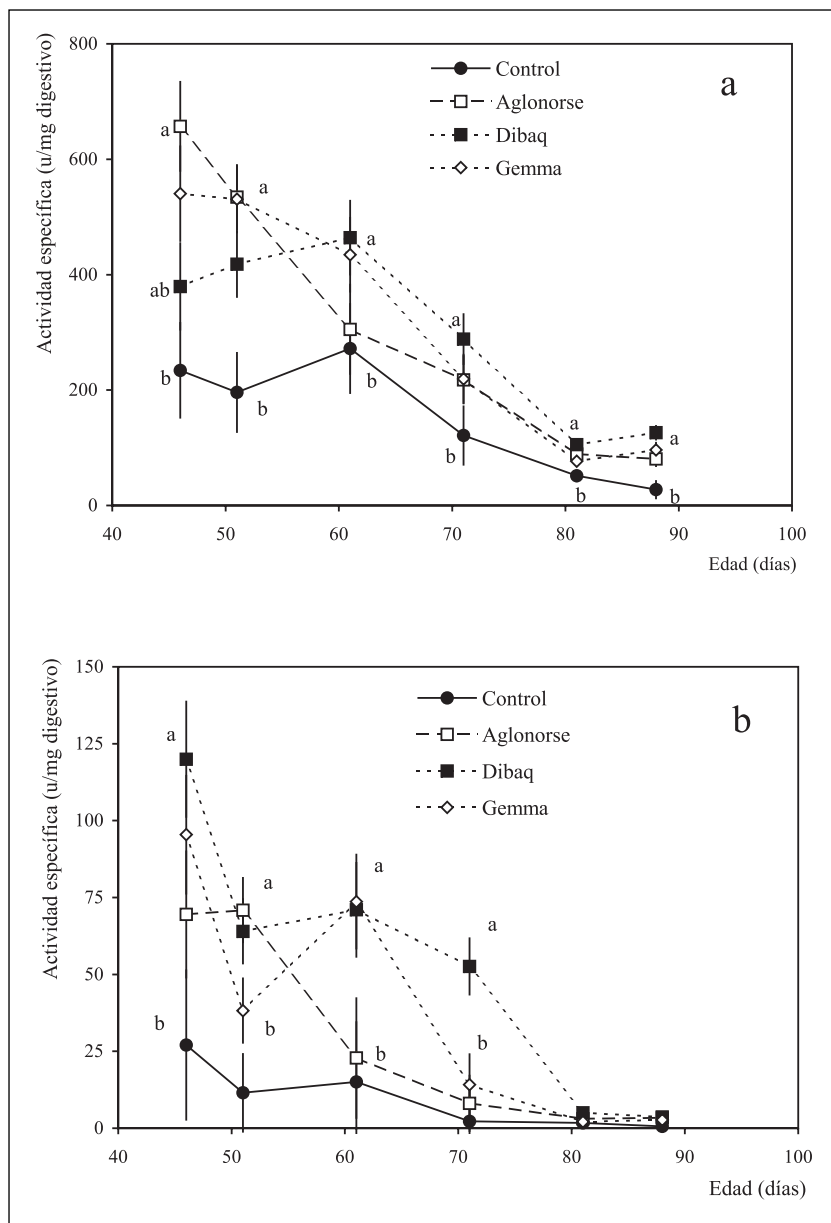 800
Control
a
Aglonorse
Dibaq
Gemma
a
600
a
a
400
ab
a
b
200
b
b
b
a
a
b
b
0
40 50 60 70 80 90 100
Edad (días)
Actividad específica (u/mg digestivo)
150
Control
b
Aglonorse
Dibaq
Gemma
125
a
100
a
a
75
a
50
b
b
b
b
25
0
40 50 60 70 80 90 100
Edad (días)
Actividad específica (u/mg digestivo)